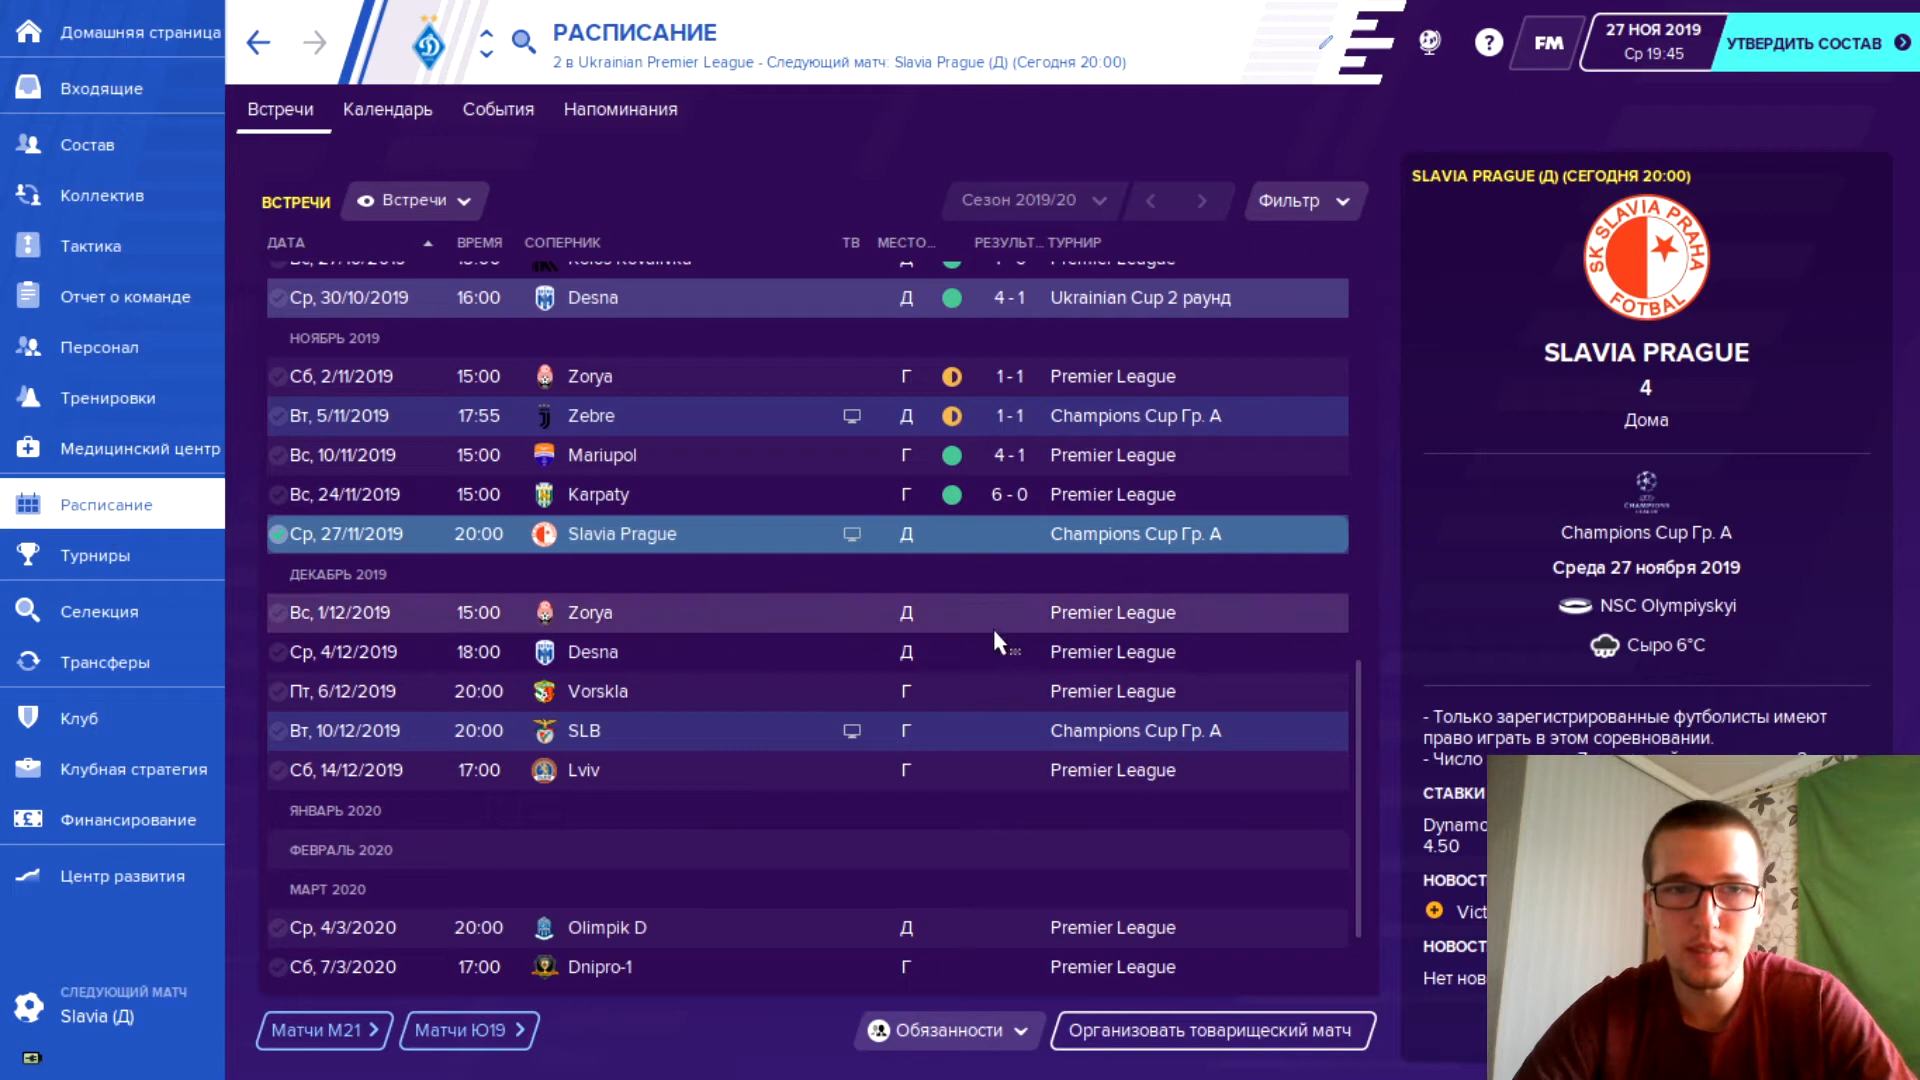 Домашняя страница
Входящие
Состав
Коллектив
Тактика
Отчет о команде
Персонал
Тренировки
Медицинский центр
Расписание
Турниры
Селекция
Трансферы
Клуб
Клубная стратегия
Финансирование
Центр развития
СЛЕДУЮЩИЙ МАТЧ
Slavia (Д)
РАСПИСАНИЕ
2 в Ukrainian Premier League - Следующий матч: Slavia Prague (Д) (Сегодня 20:00)
?
FM
27 НОЯ 2019
Ср 19:45
УТВЕРДИТЬ СОСТАВ
Встречи Календарь События Напоминания
ВСТРЕЧИ Встречи Сезон 2019/20 Фильтр
ДАТА ВРЕМЯ СОПЕРНИК ТВ МЕСТО... РЕЗУЛЬТ... ТУРНИР
Ср, 30/10/2019 16:00 Desna Д 4 - 1 Ukrainian Cup 2 раунд
НОЯБРЬ 2019
Сб, 2/11/2019 15:00 Zorya Г 1 - 1 Premier League
Вт, 5/11/2019 17:55 Zebre Д 1 - 1 Champions Cup Гр. A
Вс, 10/11/2019 15:00 Mariupol Г 4 - 1 Premier League
Вс, 24/11/2019 15:00 Karpaty Г 6 - 0 Premier League
Ср, 27/11/2019 20:00 Slavia Prague Д Champions Cup Гр. A
ДЕКАБРЬ 2019
Вс, 1/12/2019 15:00 Zorya Д Premier League
Ср, 4/12/2019 18:00 Desna Д Premier League
Пт, 6/12/2019 20:00 Vorskla Г Premier League
Вт, 10/12/2019 20:00 SLB Г Champions Cup Гр. A
Сб, 14/12/2019 17:00 Lviv Г Premier League
ЯНВАРЬ 2020
ФЕВРАЛЬ 2020
МАРТ 2020
Ср, 4/3/2020 20:00 Olimpik D Д Premier League
Сб, 7/3/2020 17:00 Dnipro-1 Г Premier League
Матчи М21 Матчи Ю19 Обязанности Организовать товарищеский матч
SLAVIA PRAGUE (Д) (СЕГОДНЯ 20:00)
SK SLAVIA PRAHA
FOTBAL
SLAVIA PRAGUE
4
Дома
CHAMPIONS
Champions Cup Гр. A
Среда 27 ноября 2019
NSC Olympiyskyi
Сыро 6°C
- Только зарегистрированные футболисты имеют
право играть в этом соревновании.
- Число
СТАВКИ
Dynamo
4.50
НОВОСТ
Vict
НОВОСТ
Нет нов